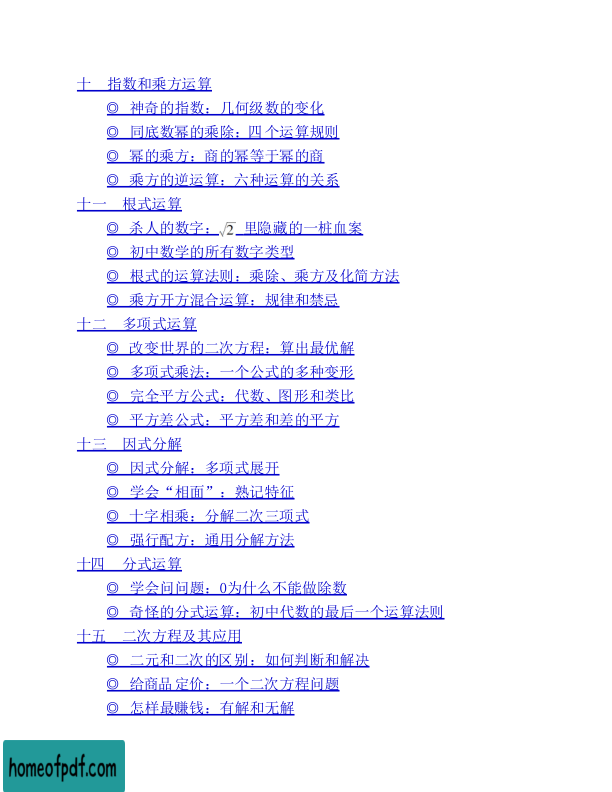 十 指数和乘方运算
◎ 神奇的指数：几何级数的变化
◎ 同底数幂的乘除：四个运算规则
◎ 幂的乘方：商的幂等于幂的商
◎ 乘方的逆运算：六种运算的关系
十一 根式运算
◎ 杀人的数字：√2 里隐藏的一桩血案
◎ 初中数学的所有数字类型
◎ 根式的运算法则：乘除、乘方及化简方法
◎ 乘方开方混合运算：规律和禁忌
十二 多项式运算
◎ 改变世界的二次方程：算出最优解
◎ 多项式乘法：一个公式的多种变形
◎ 完全平方公式：代数、图形和类比
◎ 平方差公式：平方差和差的平方
十三 因式分解
◎ 因式分解：多项式展开
◎ 学会“相面”：熟记特征
◎ 十字相乘：分解二次三项式
◎ 强行配方：通用分解方法
十四 分式运算
◎ 学会问问题：0为什么不能做除数
◎ 奇怪的分式运算：初中代数的最后一个运算法则
十五 二次方程及其应用
◎ 二元和二次的区别：如何判断和解决
◎ 给商品定价：一个二次方程问题
◎ 怎样最赚钱：有解和无解
homeofpdf.com